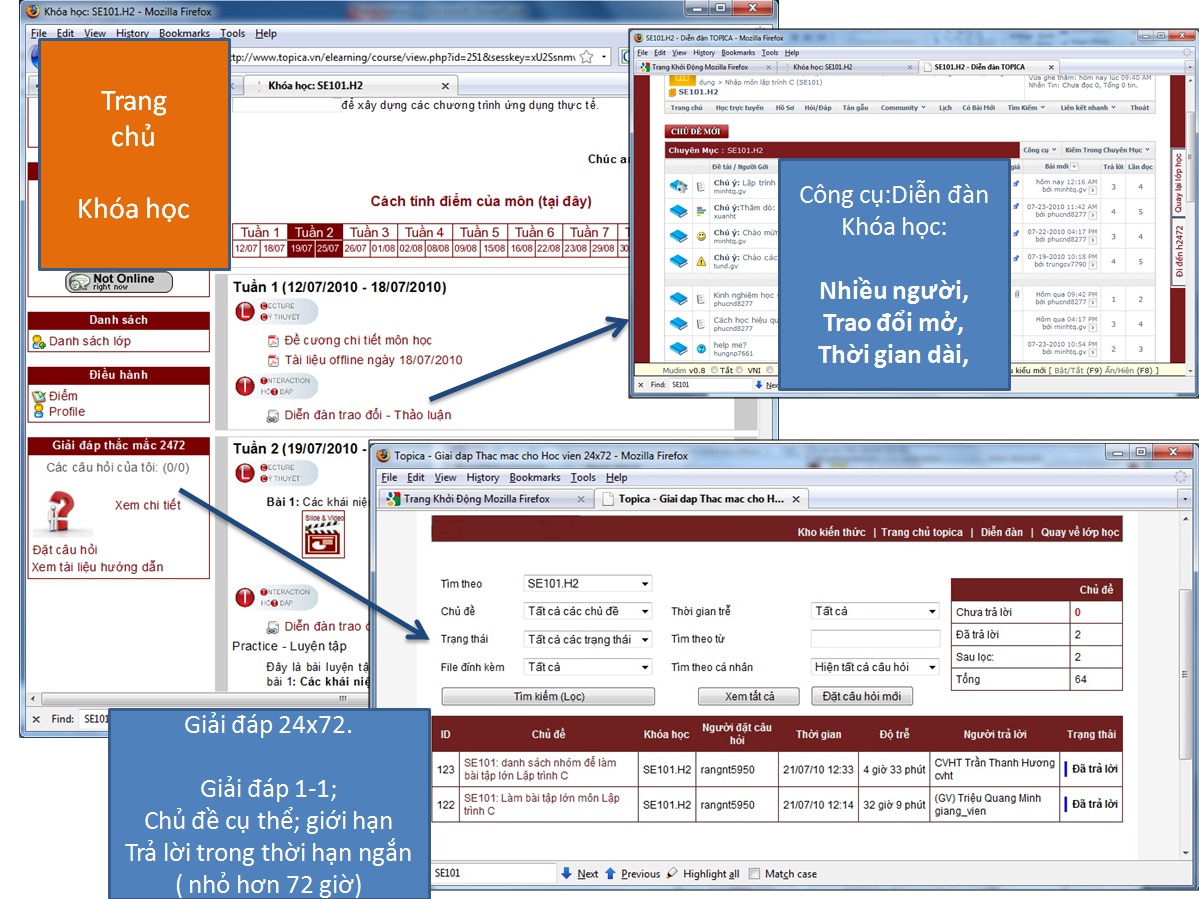 Khóa học: SE101.H2 - Mozilla Firefox
File Edit View History Bookmarks Tools Help
http://www.topica.vn/elearning/course/view.php?id=251&sesskey=xU2Ssnm
Khóa học: SE101.H2
để xây dựng các chương trình ứng dụng thực tế.
Chúc
Cách tính điểm của môn (tại đây)
Tuần 1 Tuần 2 Tuần 3 Tuần 4 Tuần 5 Tuần 6 Tuần 7
12/07 18/07 19/07 25/07 26/07 01/08 02/08 08/08 09/08 15/08 16/08 22/08 23/08 29/08
Trang
chủ
Khóa học
Not Online
right now
Danh sách
Danh sách lớp
Điều hành
Điểm
Profile
Giải đáp thắc mắc 2472
Các câu hỏi của tôi: (0/0)
Xem chi tiết
Đặt câu hỏi
Xem tài liệu hướng dẫn
Tuần 1 (12/07/2010 - 18/07/2010)
LECTURE
LÝ THUYẾT
Đề cương chi tiết môn học
Tài liệu offline ngày 18/07/2010
INTERACTION
HỎI ĐÁP
Diễn đàn trao đổi - Thảo luận
Tuần 2 (19/07/2010 -
LECTURE
LÝ THUYẾT
Bài 1: Các khái
Slide & Video
INTERACTION
HỎI ĐÁP
Diễn đàn trao
Practice - Luyện tập
Đây là bài luyện
bài 1: Các khái
Find: SE101
SE101.H2 - Diễn đàn TOPICA - Mozilla Firefox
File Edit View History Bookmarks Tools Help
Trang Khởi Động Mozilla Firefox Khóa học: SE101.H2 SE101.H2 - Diễn đàn TOPICA
dụng > Nhập môn lập trình C (SE101)
SE101.H2
Vừa ghé thăm: hôm nay lúc 09:40 AM
Nhắn Tin: Chưa đọc 0, Tổng 0 tin.
Trang chủ Học trực tuyến Hồ Sơ Hỏi/Đáp Tán gẫu Community Lịch Có Bài Mới Tìm Kiếm Liên kết nhanh Thoát
CHỦ ĐỀ MỚI
Chuyên Mục : SE101.H2 Công cụ Kiếm Trong Chuyên Mục
Đề tài / Người Gởi giá Bài mới Trả lời Lần đọc
Chú ý: Lập trình hôm nay 12:16 AM 3 4
minhtq.gv bởi minhtq.gv
Chú ý:Thăm dò: 07-23-2010 11:42 AM 4 5
xuanht bởi phucnd8277
Chú ý: Chào 07-22-2010 04:17 PM 3 4
minhtq.gv bởi phucnd8277
Chú ý: Chào các 07-19-2010 10:18 PM 4 5
tund.gv bởi trungcv7790
Kinh nghiệm học Hôm qua 09:42 PM 1 2
phucnd8277 bởi phucnd8277
Cách học hiệu Hôm qua 04:17 PM 3 4
phucnd8277 bởi minhtq.gv
help me? 07-23-2010 10:54 PM 2 3
hungnp7661 bởi minhtq.gv
Quay lại lớp học
Đi đến h2472
Mudim v0.8 Tắt VNI kiểu mới [ Bật/Tắt (F9) Ẩn/Hiện (F8) ]
Find: SE101
Công cụ:Diễn đàn
Khóa học:
Nhiều người,
Trao đổi mở,
Thời gian dài,
Topica - Giai dap Thac mac cho Hoc vien 24x72 - Mozilla Firefox
File Edit View History Bookmarks Tools Help
Trang Khởi Động Mozilla Firefox Topica - Giai dap Thac mac cho H...
Kho kiến thức | Trang chủ topica | Diễn đàn | Quay về lớp học
Tìm theo SE101.H2
Chủ đề Tất cả các chủ đề Thời gian trễ Tất cả
Trạng thái Tất cả các trạng thái Tìm theo từ
File đính kèm Tất cả Tìm theo cá nhân Hiện tất cả câu hỏi
Tìm kiếm (Lọc) Xem tất cả Đặt câu hỏi mới
Chủ đề
Chưa trả lời 0
Đã trả lời 2
Sau lọc: 2
Tổng 64
ID Chủ đề Khóa học Người đặt câu hỏi Thời gian Độ trễ Người trả lời Trạng thái
123 SE101: danh sách nhóm để làm SE101.H2 rangnt5950 21/07/10 12:33 4 giờ 33 phút CVHT Trần Thanh Hương Đã trả lời
bài tập lớn Lập trình C cvht
122 SE101: Làm bài tập lớn môn Lập SE101.H2 rangnt5950 21/07/10 12:14 32 giờ 9 phút (GV) Triệu Quang Minh Đã trả lời
trình C giang_vien
SE101 Next Previous Highlight all Match case
Giải đáp 24x72.
Giải đáp 1-1;
Chủ đề cụ thể; giới hạn
Trả lời trong thời hạn ngắn
( nhỏ hơn 72 giờ)